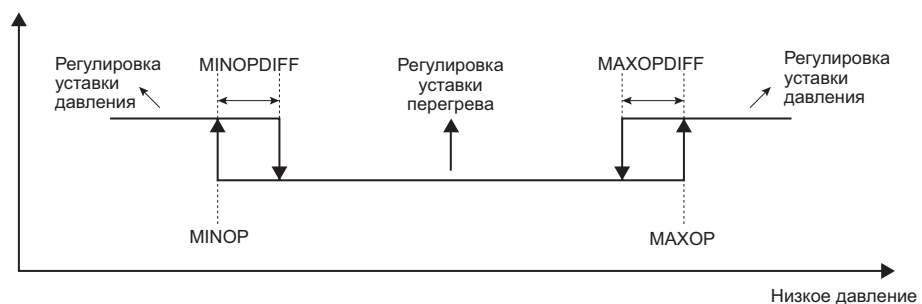 Регулировка
уставки
давления
MINOPDIFF
Регулировка
уставки
перегрева
MAXOPDIFF
Регулировка
уставки
давления
MINOP
MAXOP
Низкое давление